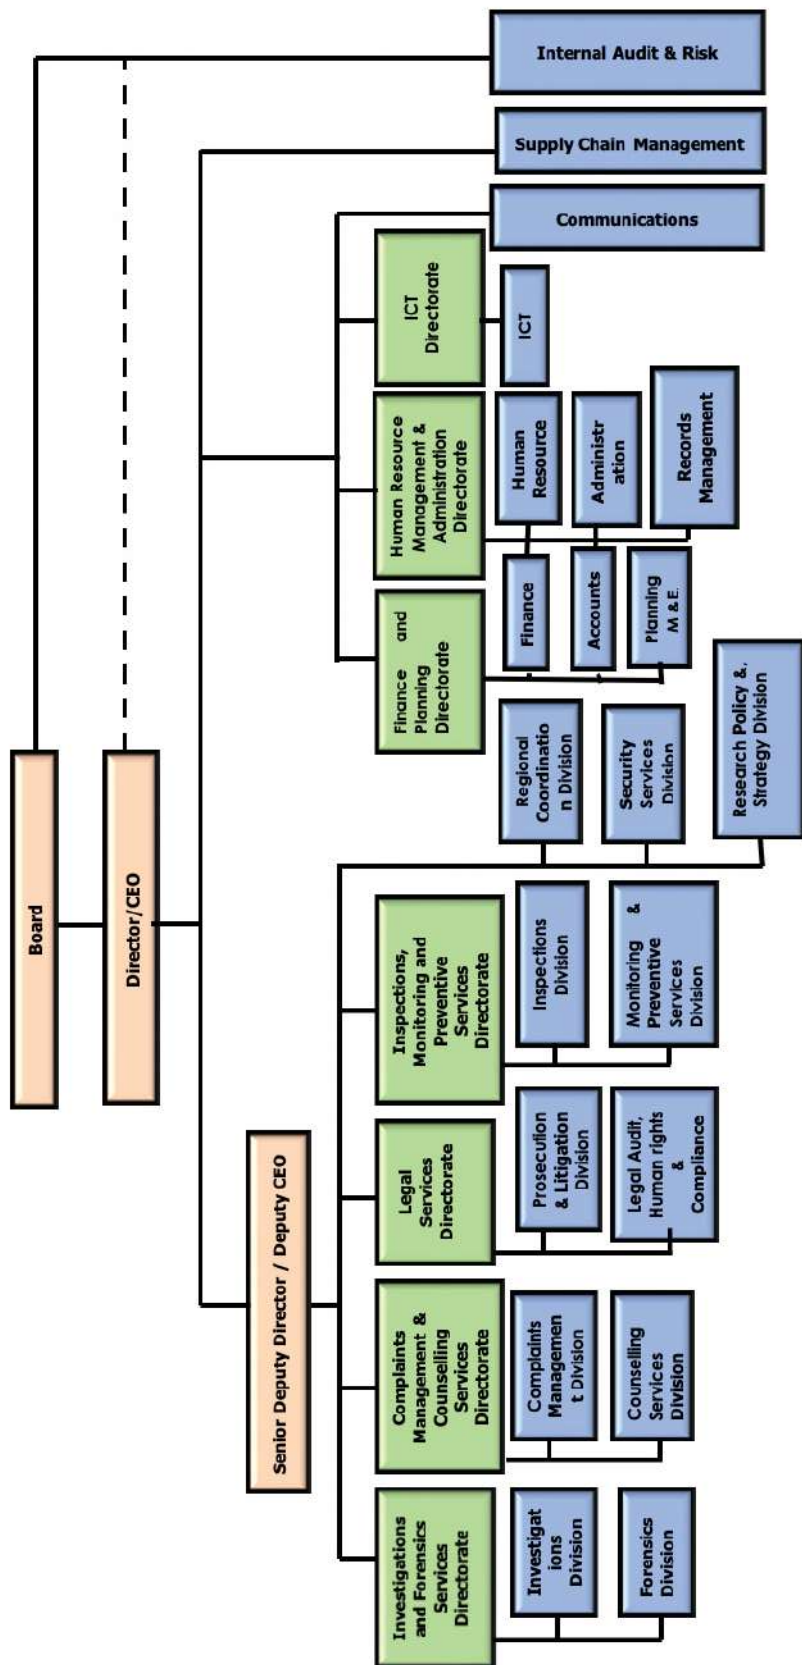 Board
Director/CEO
Senior Deputy Director / Deputy CEO
Investigations
and Forensics
Services
Directorate
Investigat
ions
Division
Forensics
Division
Complaints
Management &
Counselling
Services
Directorate
Complaints
Managemen
t Division
Counselling
Services
Division
Legal
Services
Directorate
Prosecution
& Litigation
Division
Legal Audit,
Human rights
&
Compliance
Inspections,
Monitoring and
Preventive
Services
Directorate
Inspections
Division
Monitoring &
Preventive
Services
Division
Regional
Coordinatio
n Division
Security
Services
Division
Research Policy &,
Strategy Division
Finance and
Planning
Directorate
Finance
Accounts
Planning
M & E.
Human Resource
Management &
Administration
Directorate
Human
Resource
Administr
ation
Records
Management
ICT
Directorate
ICT
Communications
Supply Chain Management
Internal Audit & Risk